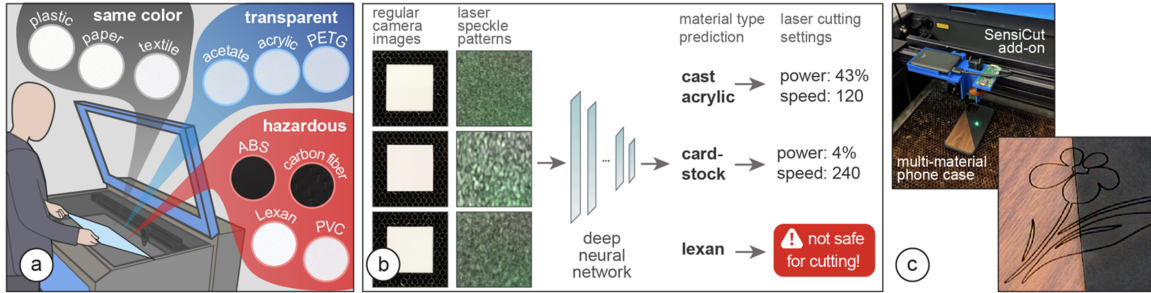 same color
plastic
paper
textile
transparent
acetate
acrylic
PETG
hazardous
ABS
carbon fiber
Lexan
PVC
a
regular
camera
images
laser
speckle
patterns
material type
prediction
laser cutting
settings
cast
acrylic
power: 43%
speed: 120
...
card-
stock
power: 4%
speed: 240
deep
neural
network
lexan
! not safe
for cutting!
b
SensiCut
add-on
multi-material
phone case
c